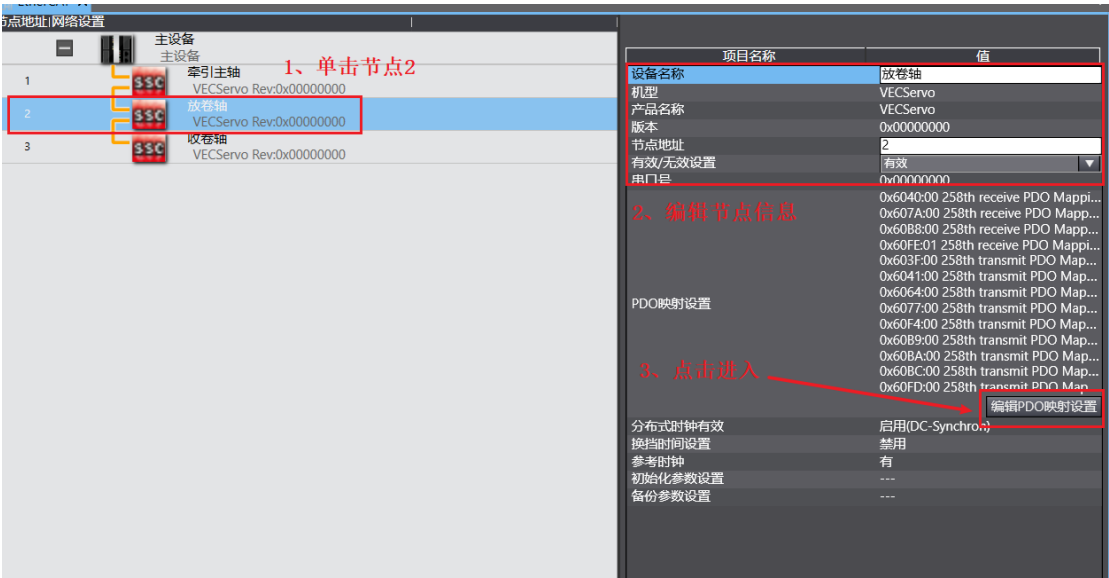 节点地址|网络设置
主设备
主设备
1、单击节点2
1
牵引主轴
VECServo Rev:0x00000000
2
放卷轴
VECServo Rev:0x00000000
3
收卷轴
VECServo Rev:0x00000000
项目名称 值
设备名称 放卷轴
机型 VECServo
产品名称 VECServo
版本 0x00000000
节点地址 2
有效/无效设置 有效
串口号 0x00000000
2、编辑节点信息
PDO映射设置
0x6040:00 258th receive PDO Mappi...
0x607A:00 258th receive PDO Mapp...
0x60B8:00 258th receive PDO Mapp...
0x60FE:01 258th receive PDO Mappi...
0x603F:00 258th transmit PDO Map...
0x6041:00 258th transmit PDO Map...
0x6064:00 258th transmit PDO Map...
0x6077:00 258th transmit PDO Map...
0x60F4:00 258th transmit PDO Map...
0x60B9:00 258th transmit PDO Map...
0x60BA:00 258th transmit PDO Map...
0x60BC:00 258th transmit PDO Map...
0x60FD:00 258th transmit PDO Map
3、点击进入
编辑PDO映射设置
分布式时钟有效 启用(DC-Synchron)
换挡时间设置 禁用
参考时钟 有
初始化参数设置 ---
备份参数设置 ---